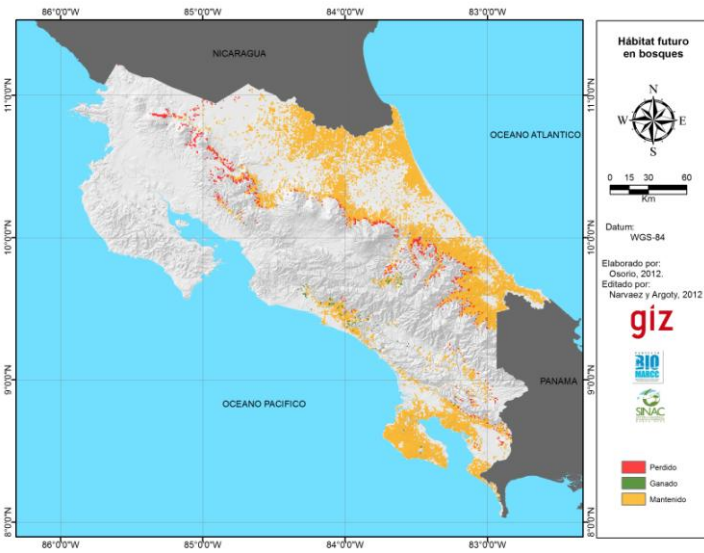 86°0'0"O 85°0'0"O 84°0'0"O 83°0'0"O
NICARAGUA
OCEANO ATLANTICO
OCEANO PACIFICO
PANAMA
11°0'0"N
10°0'0"N
9°0'0"N
8°0'0"N
11°0'0"N
10°0'0"N
9°0'0"N
8°0'0"N
86°0'0"O 85°0'0"O 84°0'0"O 83°0'0"O
Hábitat futuro
en bosques
N
W E
S
0 15 30 60
Km
Datum:
WGS-84
Elaborado por:
Osorio, 2012.
Editado por:
Narvaez y Argoty, 2012
giz
BIO
MARCC
SINAC
Perdido
Ganado
Mantenido